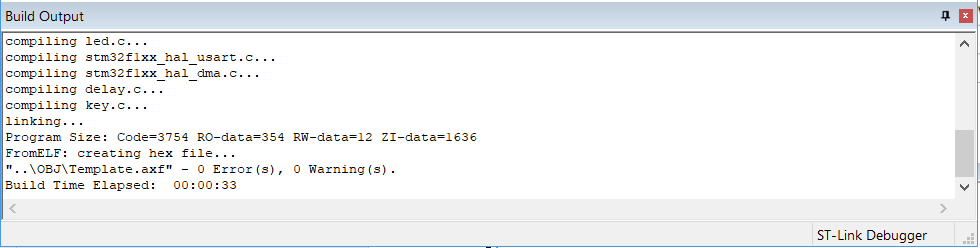 Build Output
compiling led.c...
compiling stm32f1xx_hal_usart.c...
compiling stm32f1xx_hal_dma.c...
compiling delay.c...
compiling key.c...
linking...
Program Size: Code=3754 RO-data=354 RW-data=12 ZI-data=1636
FromELF: creating hex file...
"..\OBJ\Template.axf" - 0 Error(s), 0 Warning(s).
Build Time Elapsed:  00:00:33
ST-Link Debugger